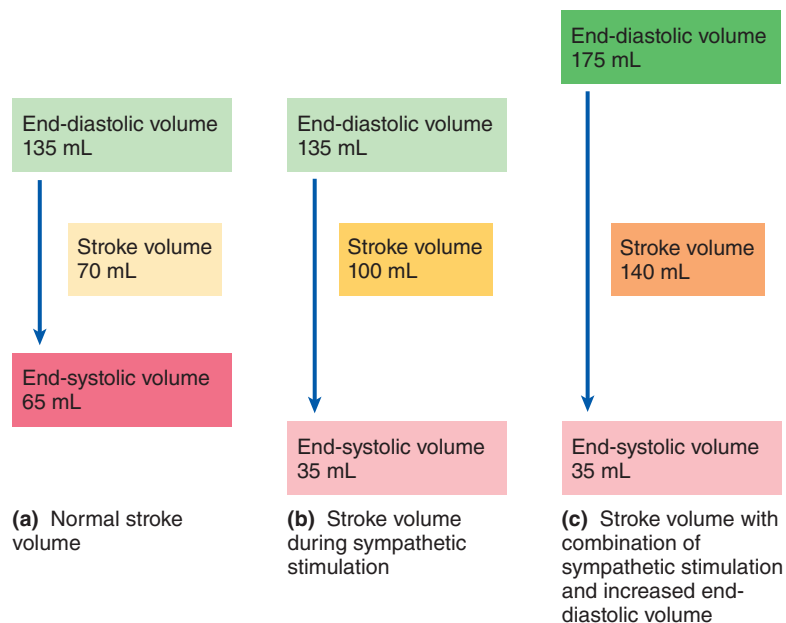 End-diastolic volume
135 mL
Stroke volume
70 mL
End-systolic volume
65 mL
(a) Normal stroke
volume
End-diastolic volume
135 mL
Stroke volume
100 mL
End-systolic volume
35 mL
(b) Stroke volume
during sympathetic
stimulation
End-diastolic volume
175 mL
Stroke volume
140 mL
End-systolic volume
35 mL
(c) Stroke volume with
combination of
sympathetic stimulation
and increased end-
diastolic volume